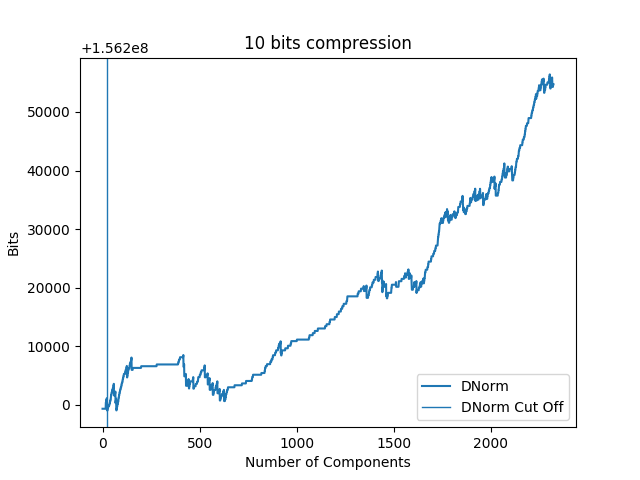 10 bits compression
+1.562e8
50000
40000
30000
20000
10000
0
Bits
0 500 1000 1500 2000
Number of Components
DNorm
DNorm Cut Off